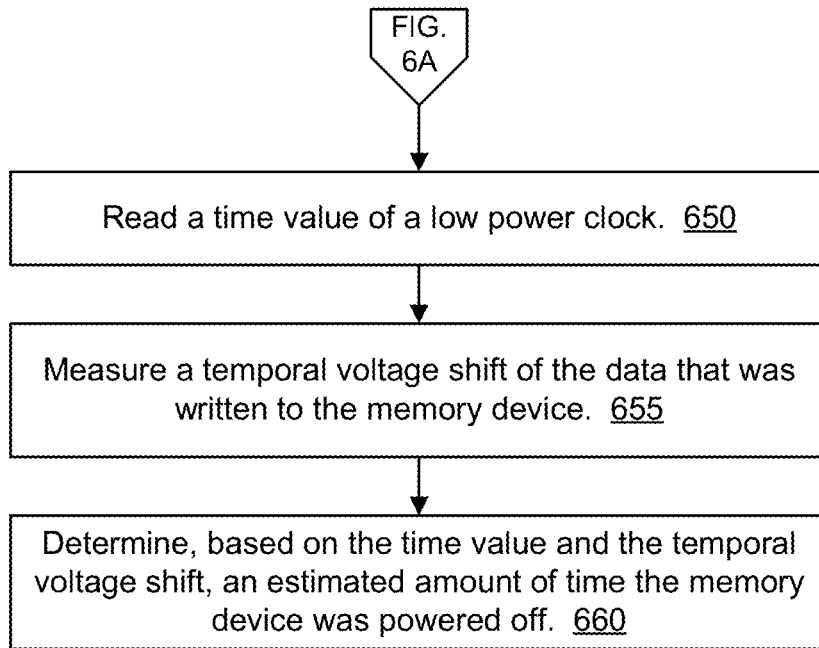 FIG.
6A
Read a time value of a low power clock. 650
Measure a temporal voltage shift of the data that was
written to the memory device. 655
Determine, based on the time value and the temporal
voltage shift, an estimated amount of time the memory
device was powered off. 660